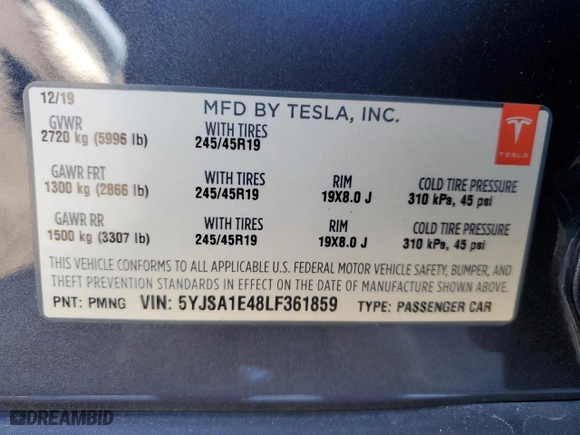 12/19 MFD BY TESLA, INC.
GVWR WITH TIRES
2720 kg (5996 lb) 245/45R19
TESLA
GAWR FRT WITH TIRES RIM COLD TIRE PRESSURE
1300 kg (2866 lb) 245/45R19 19X8.0 J 310 kPa, 45 psi
GAWR RR WITH TIRES RIM COLD TIRE PRESSURE
1500 kg (3307 lb) 245/45R19 19X8.0 J 310 kPa, 45 psi
THIS VEHICLE CONFORMS TO ALL APPLICABLE U.S. FEDERAL MOTOR VEHICLE SAFETY, BUMPER, AND
THEFT PREVENTION STANDARDS IN EFFECT ON THE DATE OF MANUFACTURE SHOWN ABOVE.
PNT: PMNG VIN: 5YJSA1E48LF361859 TYPE: PASSENGER CAR
DREAMBID